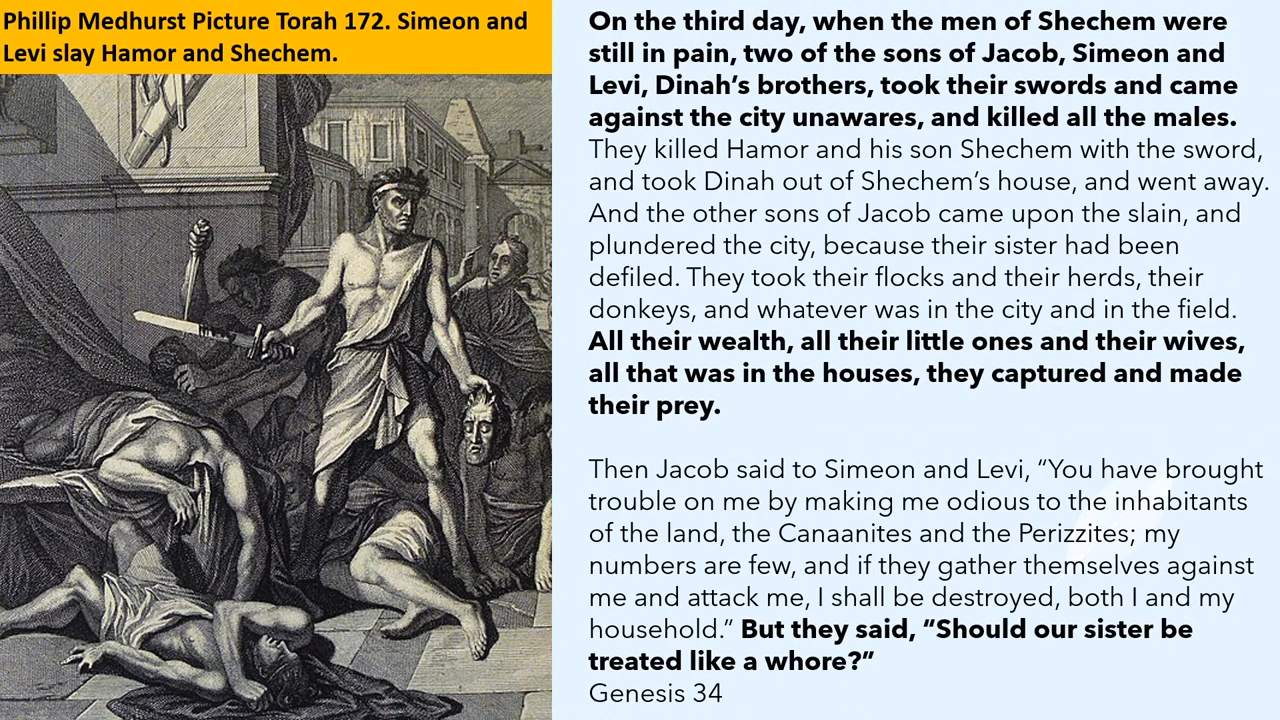 Phillip Medhurst Picture Torah 172. Simeon and
Levi slay Hamor and Shechem.
On the third day, when the men of Shechem were
still in pain, two of the sons of Jacob, Simeon and
Levi, Dinah’s brothers, took their swords and came
against the city unawares, and killed all the males.
They killed Hamor and his son Shechem with the sword,
and took Dinah out of Shechem’s house, and went away.
And the other sons of Jacob came upon the slain, and
plundered the city, because their sister had been
defiled. They took their flocks and their herds, their
donkeys, and whatever was in the city and in the field.
All their wealth, all their little ones and their wives,
all that was in the houses, they captured and made
their prey.
Then Jacob said to Simeon and Levi, “You have brought
trouble on me by making me odious to the inhabitants
of the land, the Canaanites and the Perizzites; my
numbers are few, and if they gather themselves against
me and attack me, I shall be destroyed, both I and my
household.” But they said, “Should our sister be
treated like a whore?”
Genesis 34